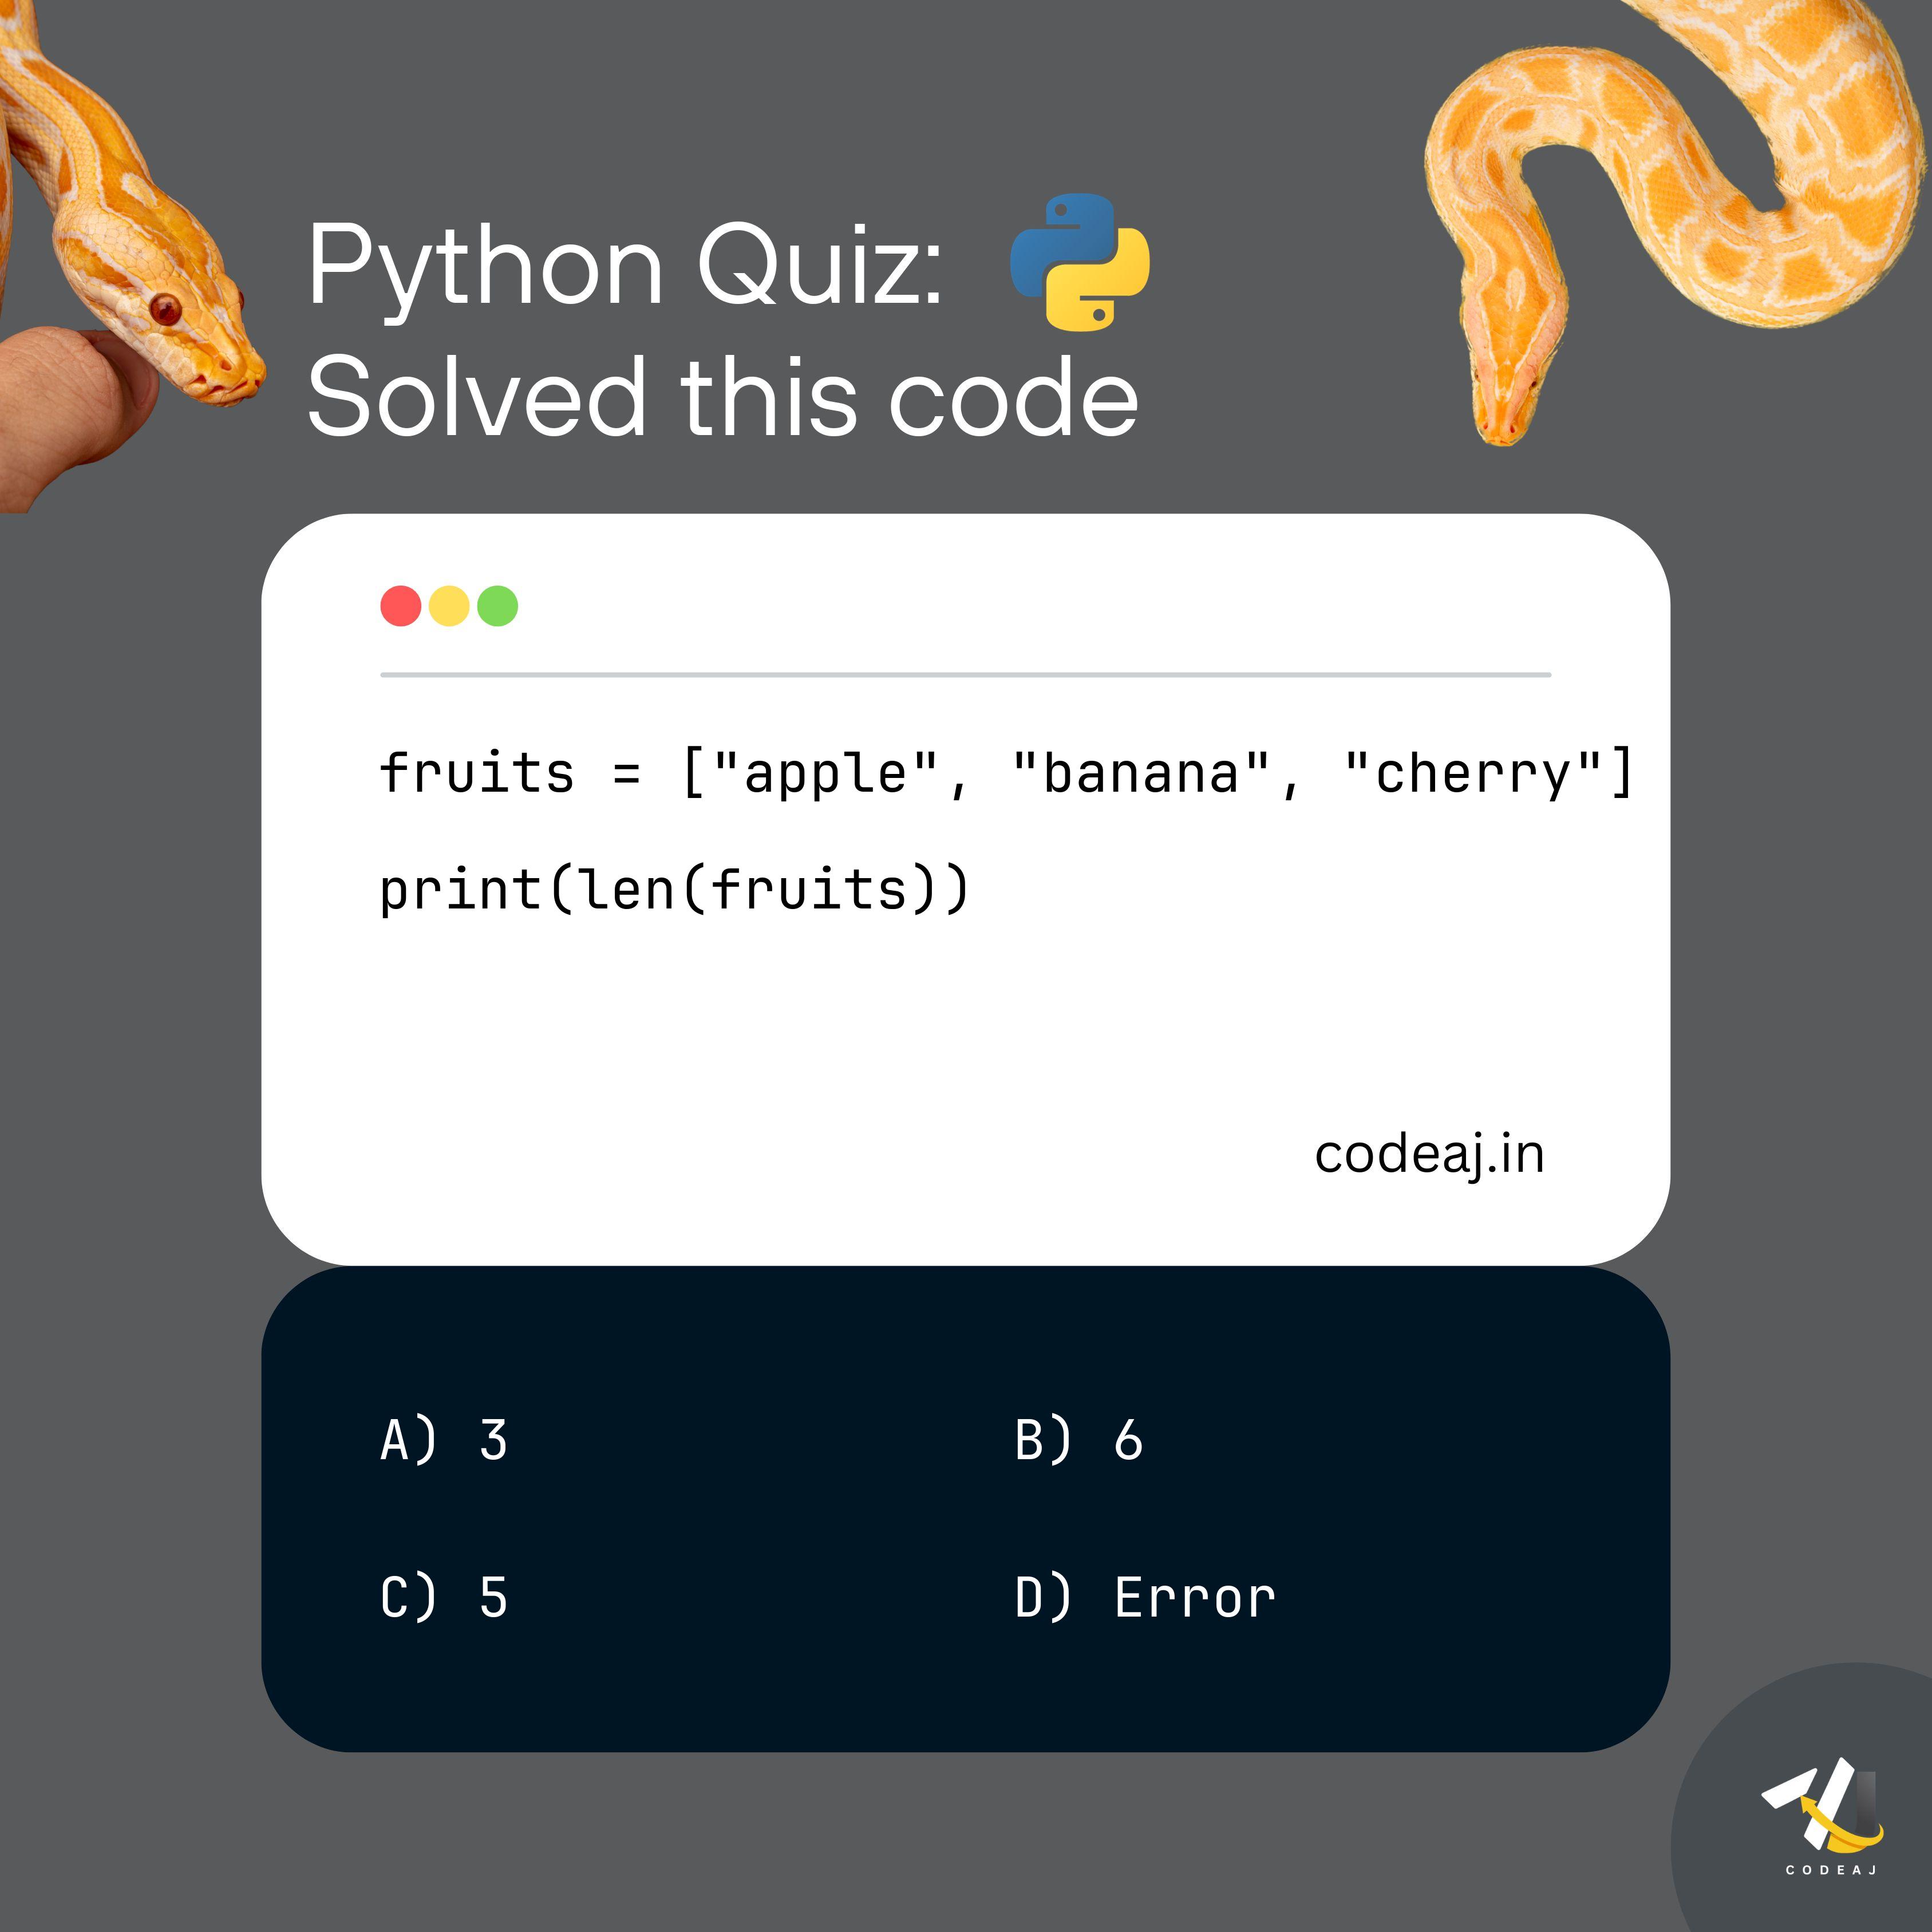 Python Quiz:
Solved this code
fruits = ["apple", "banana", "cherry"]
print(len(fruits))
codeaj.in
A) 3
B) 6
C) 5
D) Error
CODEAJ